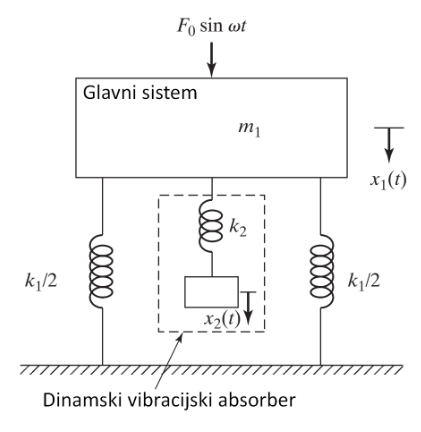 F₀ sin ωt
Glavni sistem
m₁
x₁(t)
k₂
k₁/2
k₁/2
x₂(t)
Dinamski vibracijski absorber